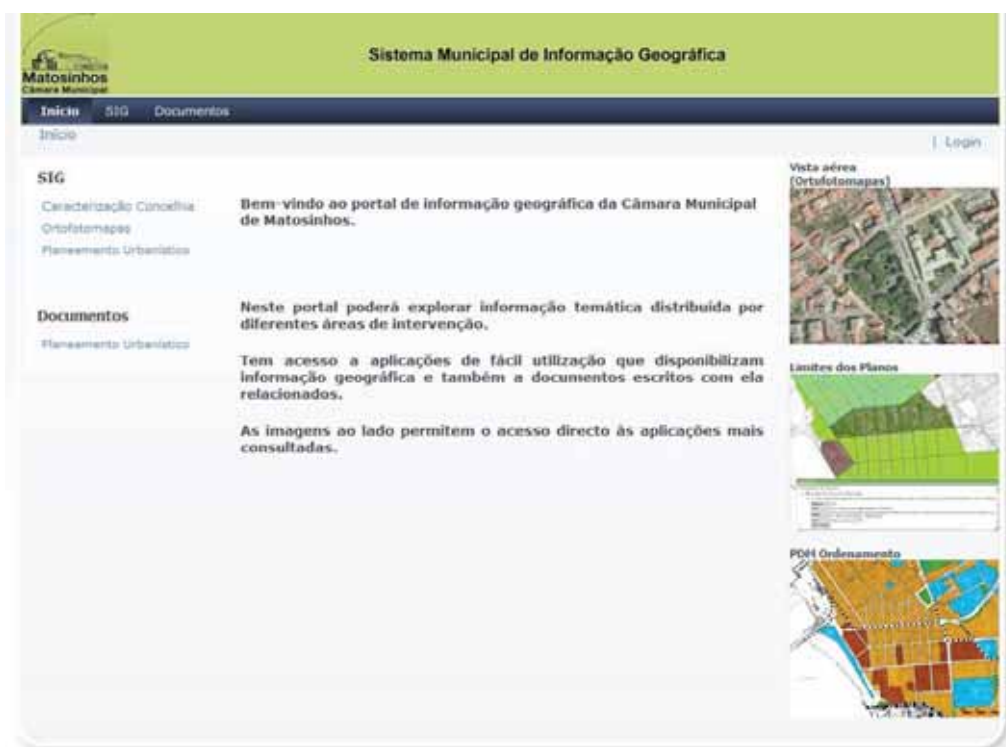 Matosinhos
Câmara Municipal
Sistema Municipal de Informação Geográfica
Início SIG Documentos
Início
| Login
SIG
Caracterização Concelhia
Ortofotomapas
Planeamento Urbanístico
Documentos
Planeamento Urbanístico
Bem-vindo ao portal de informação geográfica da Câmara Municipal
de Matosinhos.
Neste portal poderá explorar informação temática distribuída por
diferentes áreas de intervenção.
Tem acesso a aplicações de fácil utilização que disponibilizam
informação geográfica e também a documentos escritos com ela
relacionados.
As imagens ao lado permitem o acesso directo às aplicações mais
consultadas.
Vista aérea
(Ortofotomapas)
Limites dos Planos
PDM Ordenamento